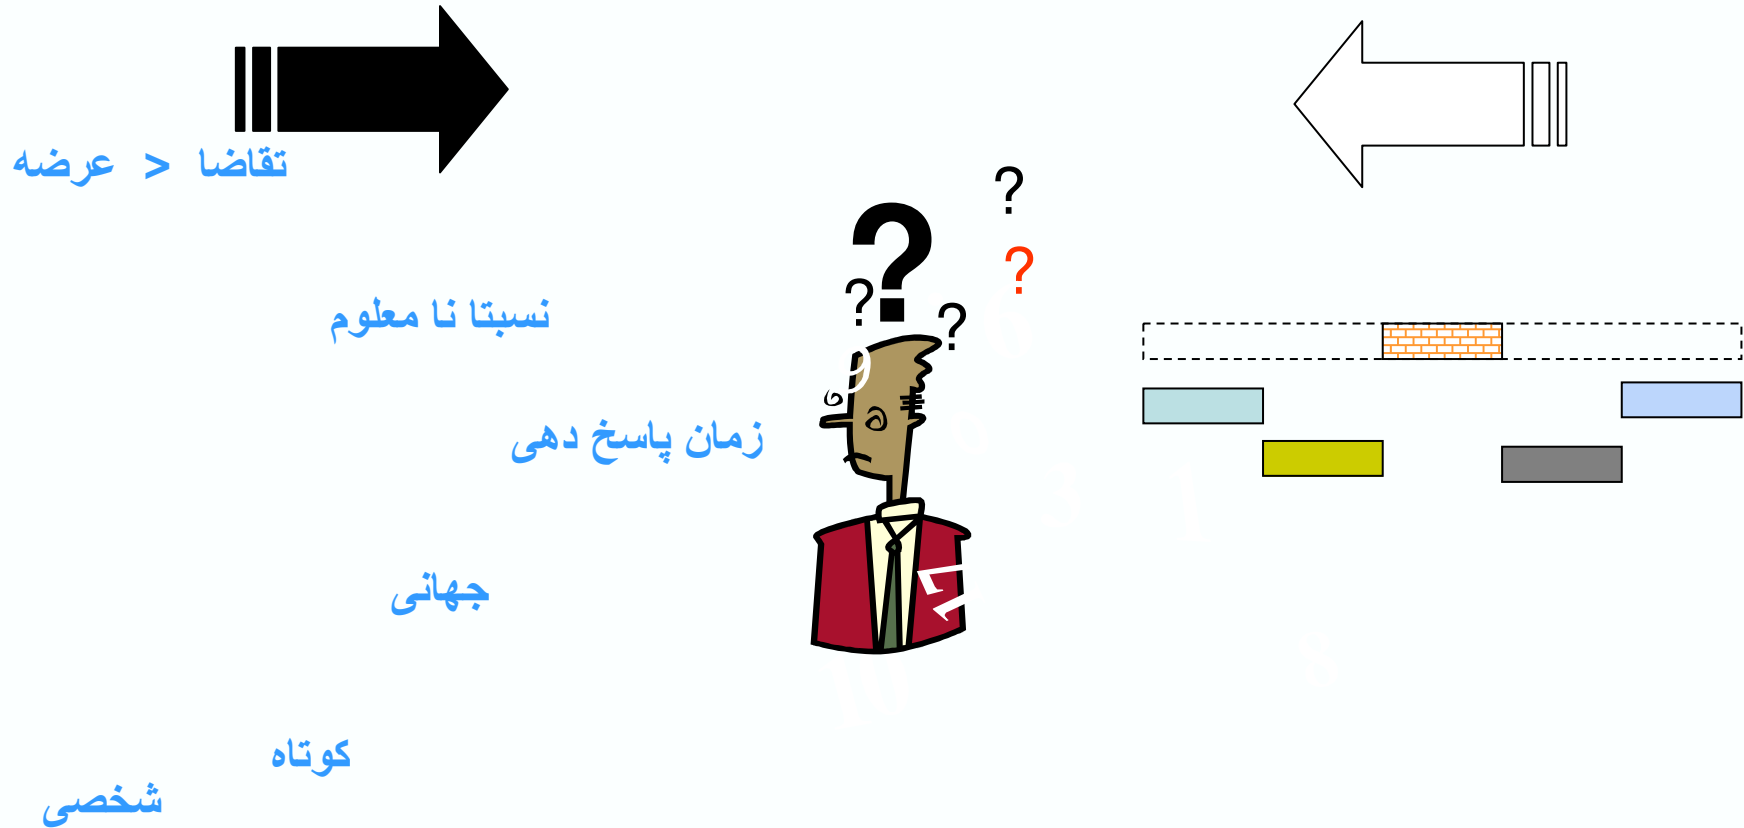 تقاضا < عرضه
?
?
?
?
?
نسبتا نا معلوم
زمان پاسخ دهی
جهانی
کوتاه
شخصی